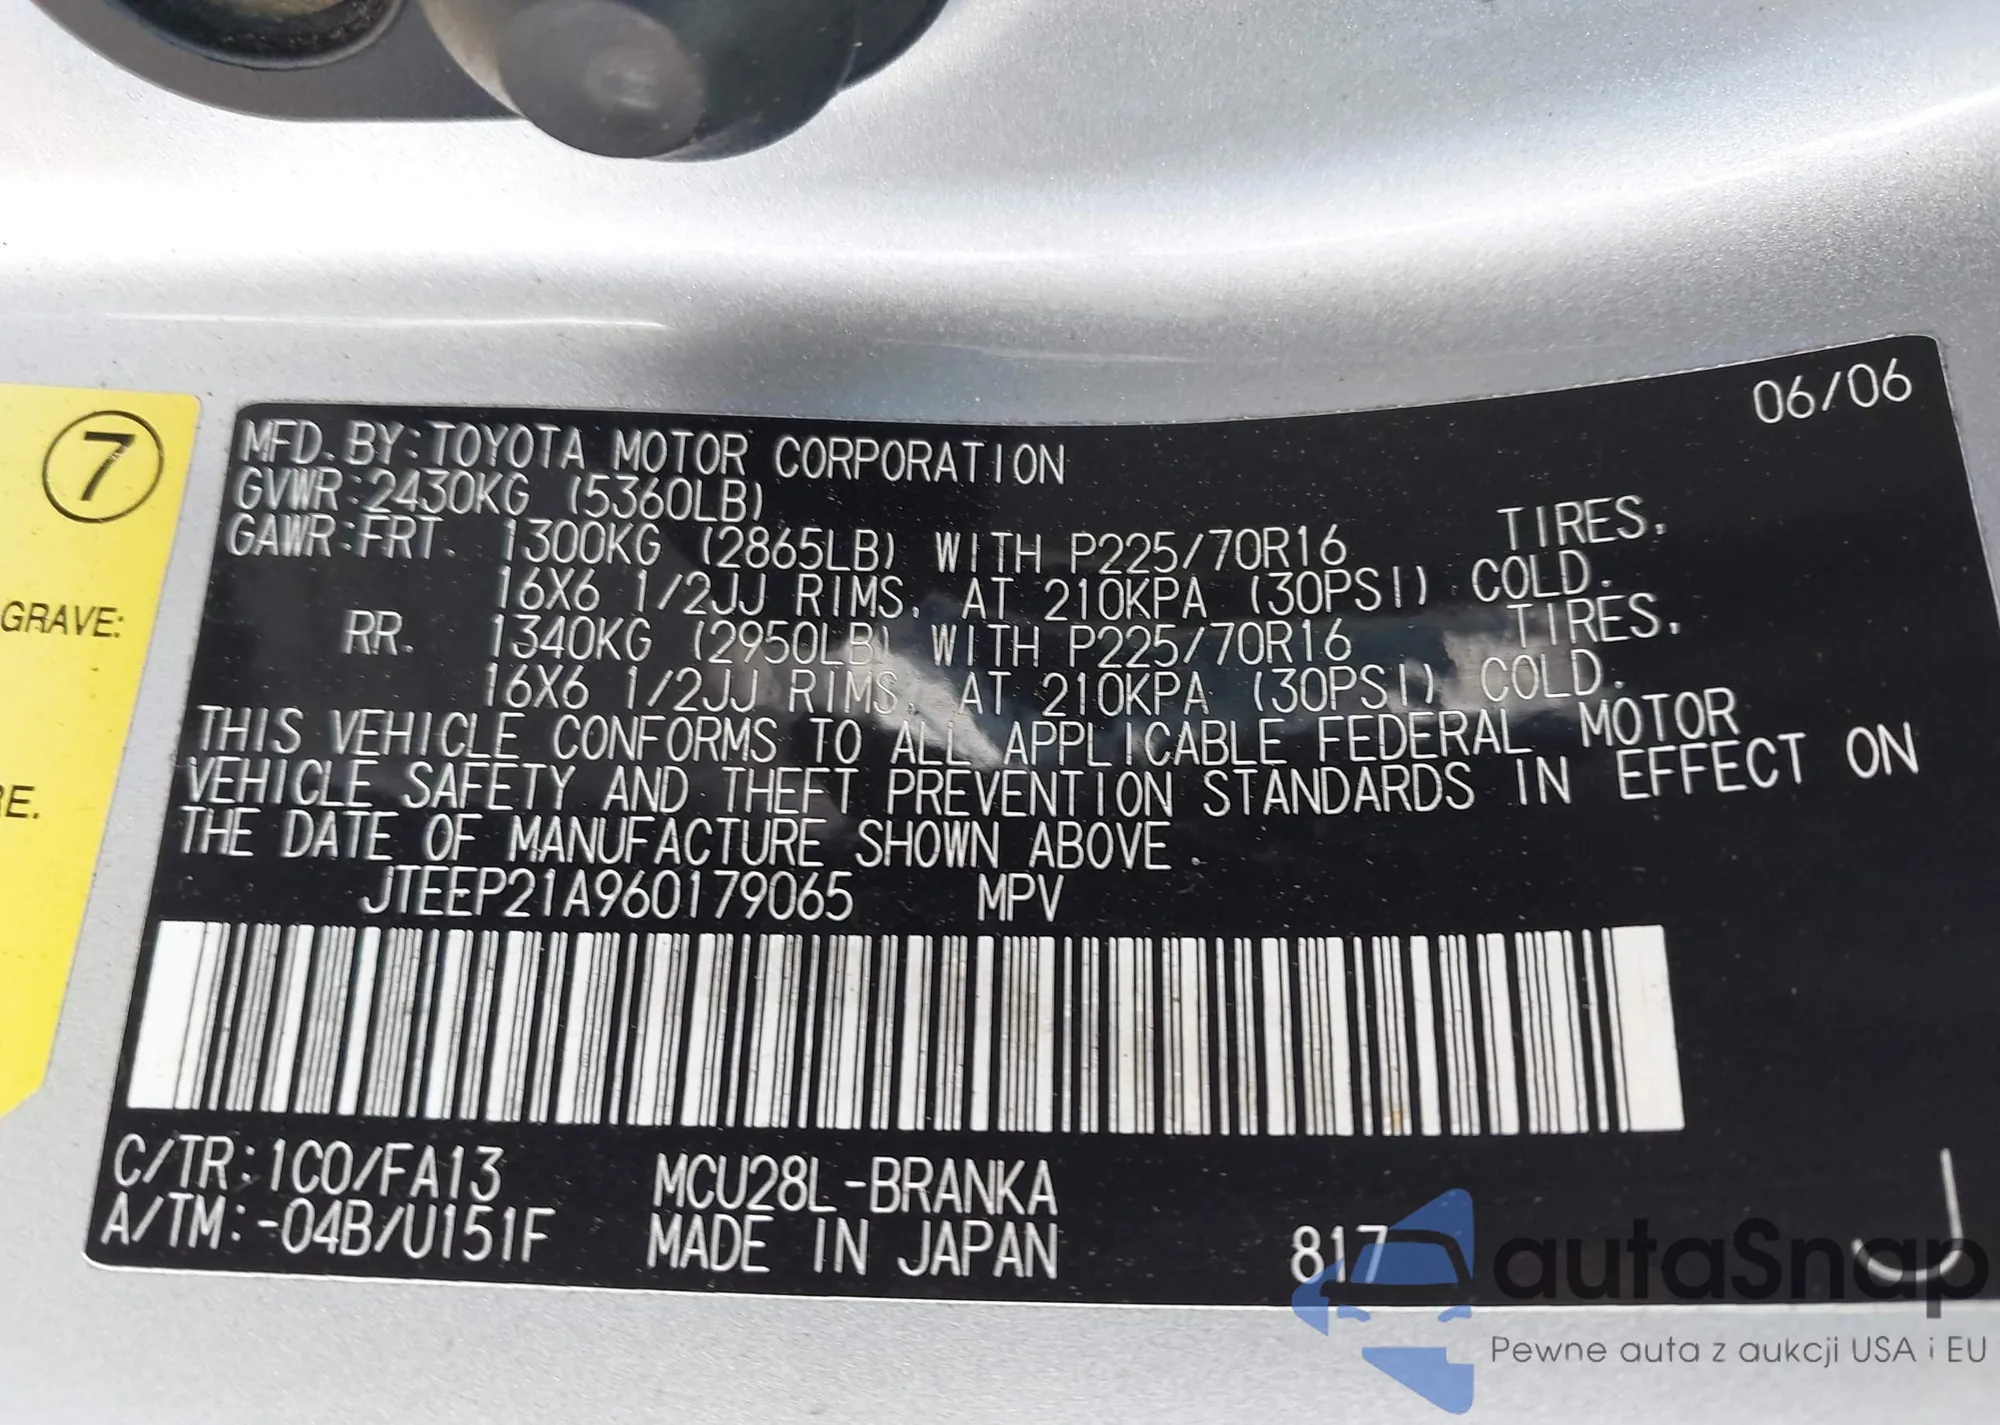 06/06
7
MFD. BY: TOYOTA MOTOR CORPORATION
GVWR: 2430KG (5360LB)
GAWR: FRT. 1300KG (2865LB) WITH P225/70R16 TIRES,
16X6 1/2JJ RIMS, AT 210KPA (30PSI) COLD.
RR. 1340KG (2950LB) WITH P225/70R16 TIRES,
16X6 1/2JJ RIMS, AT 210KPA (30PSI) COLD.
THIS VEHICLE CONFORMS TO ALL APPLICABLE FEDERAL MOTOR
VEHICLE SAFETY AND THEFT PREVENTION STANDARDS IN EFFECT ON
THE DATE OF MANUFACTURE SHOWN ABOVE.
JTEEP21A960179065 MPV
GRAVE:
RE.
C/TR: 1C0/FA13 MCU28L-BRANKA
A/TM: -04B/U151F MADE IN JAPAN 817
J
autaSnap
Pewne auta z aukcji USA i EU